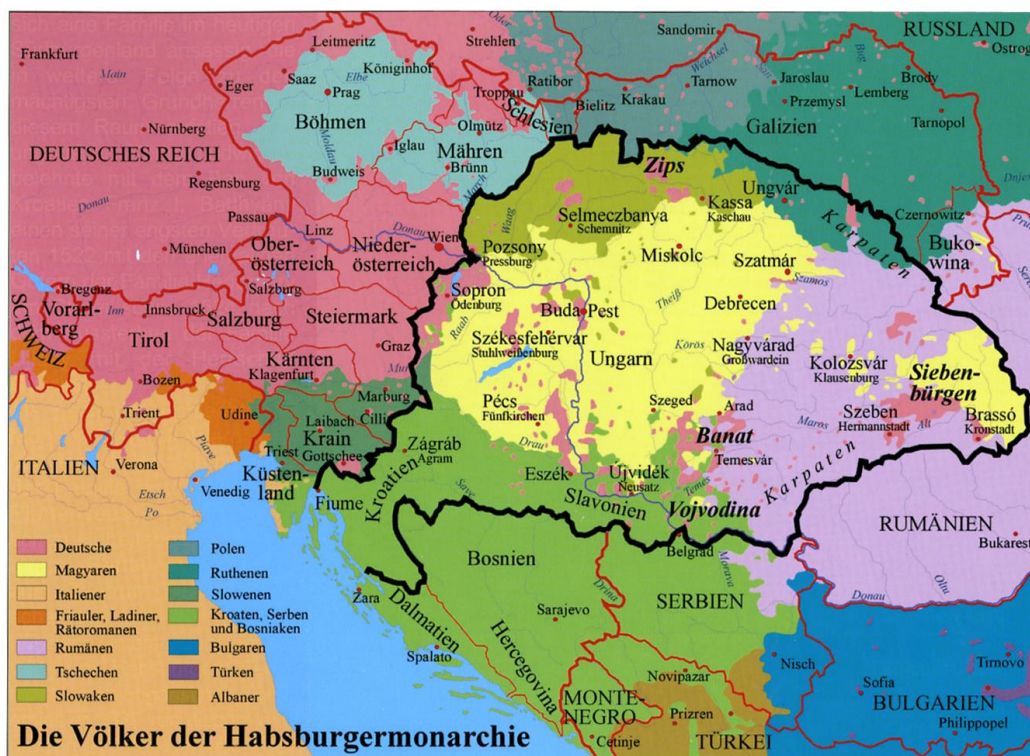 RUSSLAND
Frankfurt
Main
Leitmeritz
Elbe
Königinhof
Saaz
Eger
Prag
Böhmen
Moldau
Budweis
Iglau
Oder
Strehlen
Ratibor
Troppau
Schlesien
Bielitz
Olmütz
Mähren
Brünn
March
Sandomir
Weichsel
San
Tarnow
Krakau
Jaroslau
Przemysl
Bug
Brody
Lemberg
Ostrog
Tarnopol
Galizien
Dnjev
Nürnberg
DEUTSCHES REICH
Regensburg
Donau
Passau
München
Linz
Donau
Wien
Ober-
österreich
Nieder-
österreich
Salzburg
Bregenz
Vorarl-
berg
Inn
Innsbruck
Tirol
Salzburg
Steiermark
Graz
Mur
Kärnten
Klagenfurt
SCHWEIZ
Bozen
Trient
Udine
Marburg
Cilli
Laibach
Krain
Gottschee
Triest
Küsten-
land
Fiume
ITALIEN
Verona
Piave
Venedig
Etsch
Po
Zips
Kassa
Kaschau
Ungvár
Karpaten
Czernowitz
Pru
Buko-
wina
Waag
Selmeczbanya
Schemnitz
Pozsony
Pressburg
Miskolc
Szatmár
Szamos
Sopron
Ödenburg
Raab
Buda
Pest
Theiß
Debrecen
Székesfehérvár
Stuhlweißenburg
Ungarn
Körös
Nagyvárad
Großwardein
Kolozsvár
Klausenburg
Sieben-
bürgen
Pécs
Fünfkirchen
Szeged
Arad
Maros
Szeben
Hermannstadt
Alt
Brassó
Kronstadt
Drau
Banat
Temesvár
Karpaten
Zágráb
Agram
Kroatien
Save
Eszék
Slavonien
Ujvidék
Neusatz
Temes
Vojvodina
Belgrad
RUMÄNIEN
Bukarest
Donau
Oltu
Bosnien
Drina
Morava
SERBIEN
Sarajevo
Zara
Dalmatien
Spalato
Hercegovina
MONTE-
NEGRO
Cetinje
Novipazar
Prizren
TÜRKEI
Nisch
Sofia
Tirnovo
BULGARIEN
Philippopel
Deutsche
Magyaren
Italiener
Friauler, Ladiner,
Rätoromanen
Rumänen
Tschechen
Slowaken
Polen
Ruthenen
Slowenen
Kroaten, Serben
und Bosniaken
Bulgaren
Türken
Albaner
Die Völker der Habsburgermonarchie